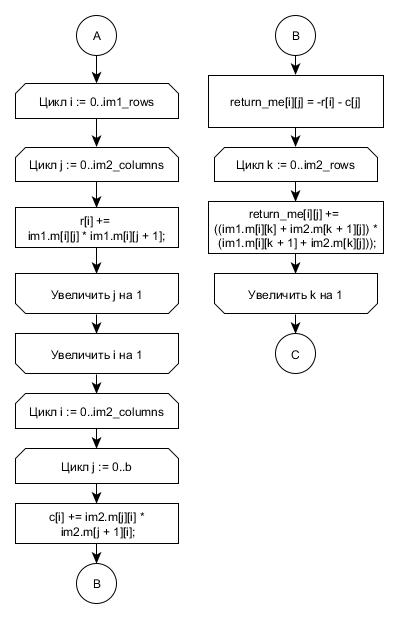 A
Цикл i := 0..im1_rows
Цикл j := 0..im2_columns
r[i] +=
im1.m[i][j] * im1.m[i][j + 1];
Увеличить j на 1
Увеличить i на 1
Цикл i := 0..im2_columns
Цикл j := 0..b
c[i] += im2.m[j][i] *
im2.m[j + 1][i];
B
B
return_me[i][j] = -r[i] - c[j]
Цикл k := 0..im2_rows
return_me[i][j] +=
((im1.m[i][k] + im2.m[k + 1][j]) *
(im1.m[i][k + 1] + im2.m[k][j]));
Увеличить k на 1
C